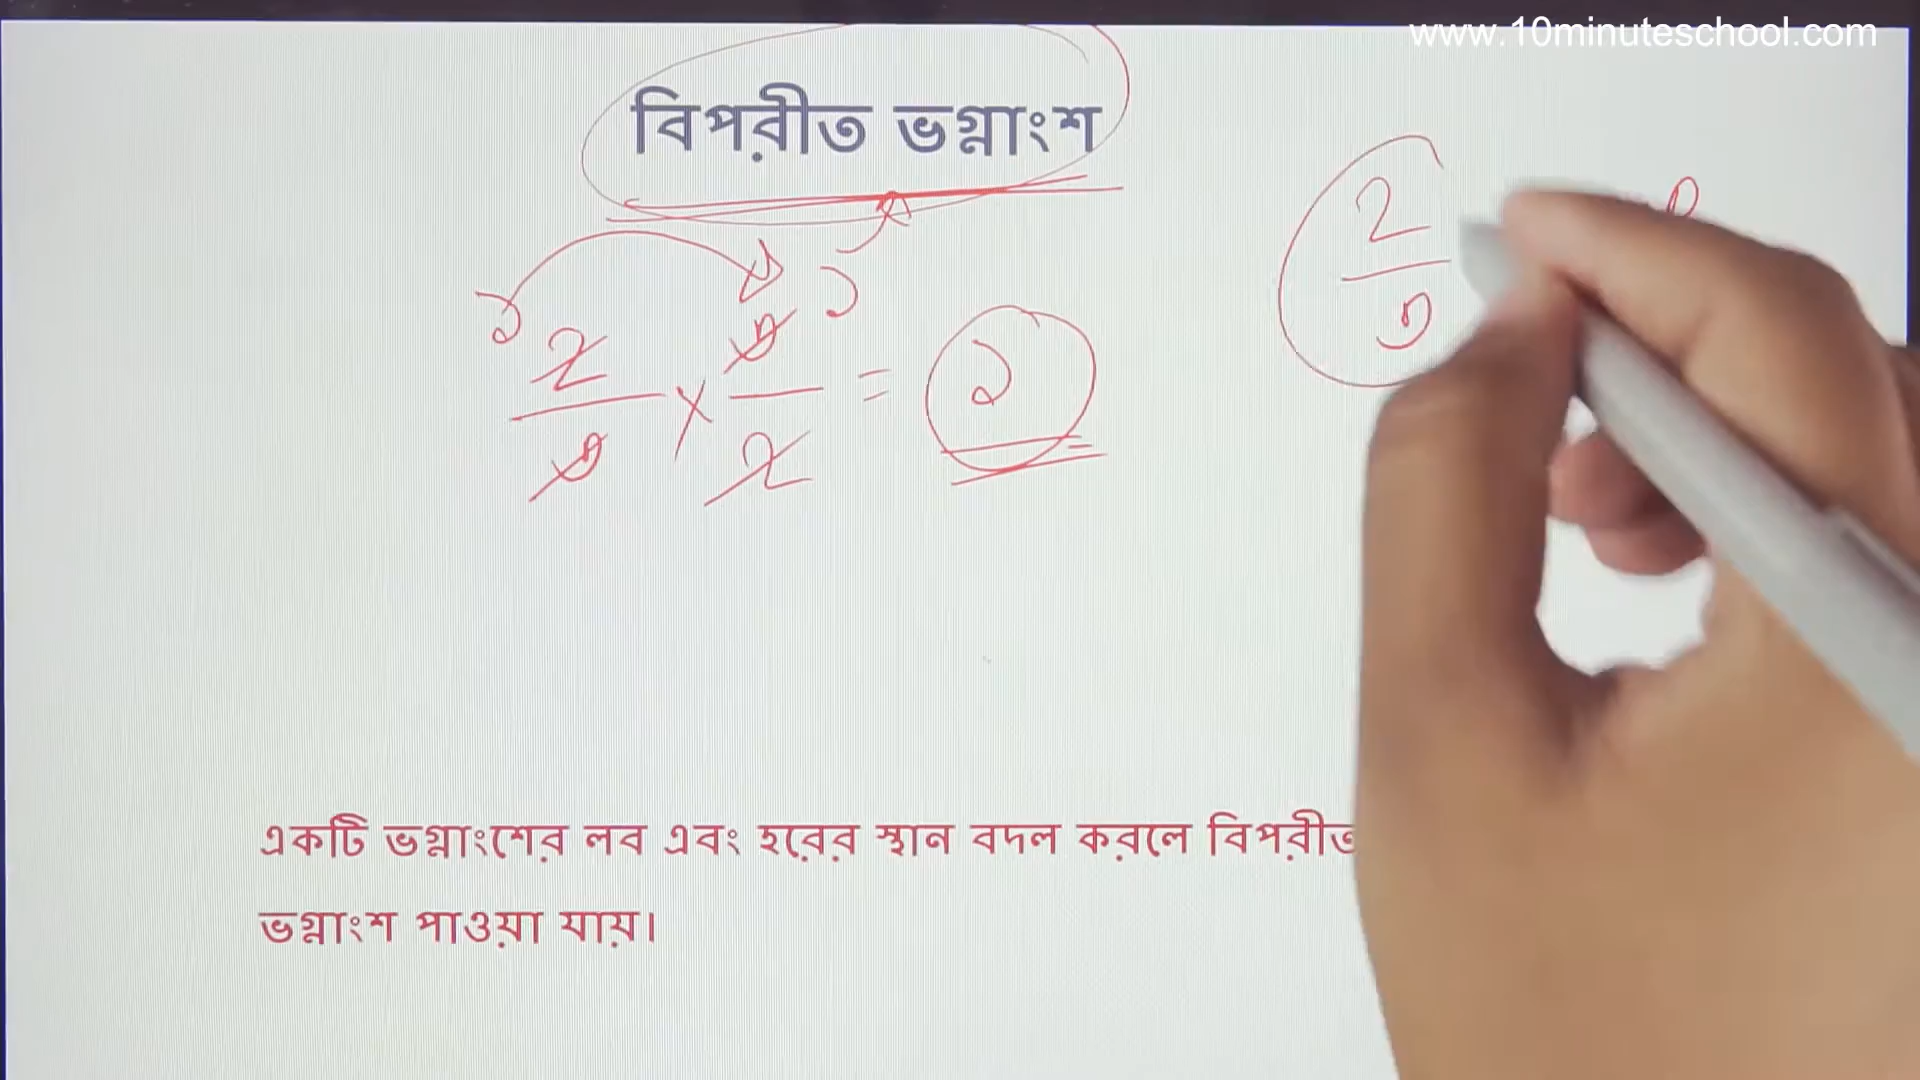 www.10minuteschool.com
বিপরীত ভগ্নাংশ
১ ১
২/৩ × ৩/২ = ১
২/৩
একটি ভগ্নাংশের লব এবং হরের স্থান বদল করলে বিপরীত
ভগ্নাংশ পাওয়া যায়।